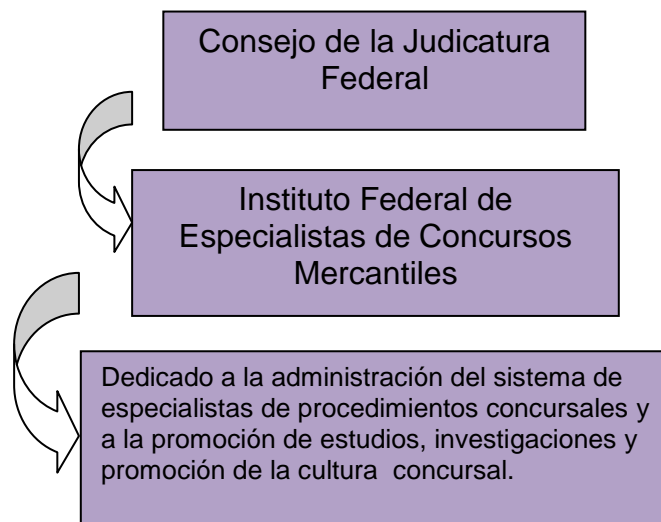 Consejo de la Judicatura
Federal
Instituto Federal de
Especialistas de Concursos
Mercantiles
Dedicado a la administración del sistema de
especialistas de procedimientos concursales y
a la promoción de estudios, investigaciones y
promoción de la cultura  concursal.